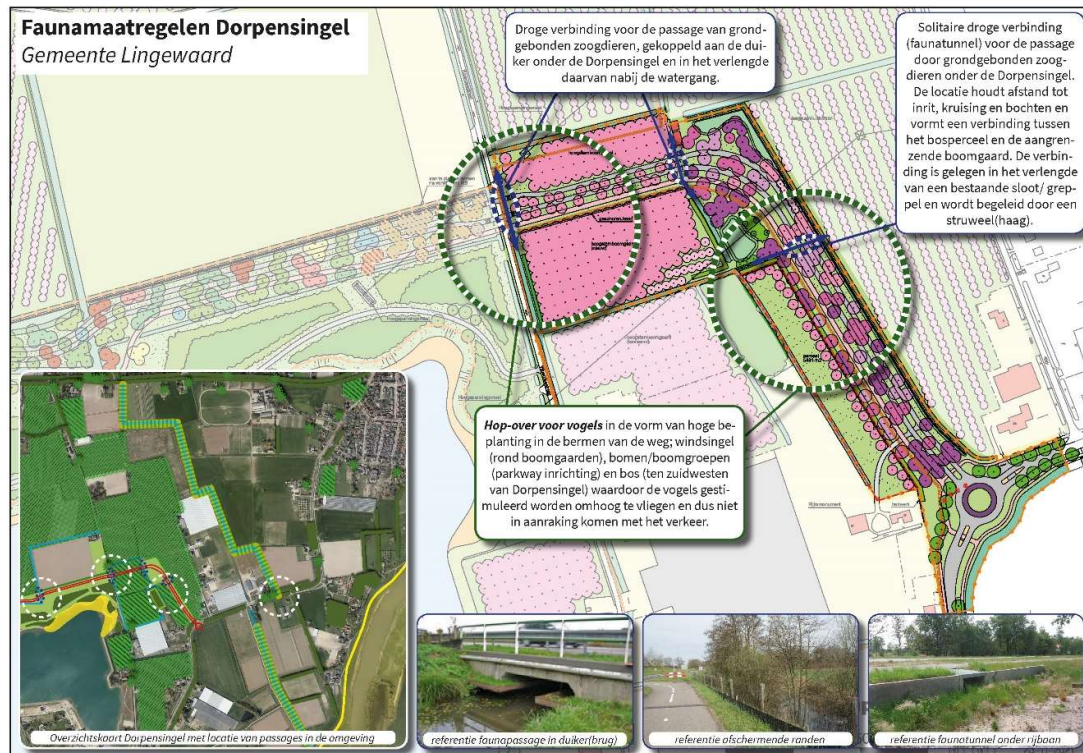 Faunamaatregelen Dorpensingel
Gemeente Lingewaard
Droge verbinding voor de passage van grond-
gebonden zoogdieren, gekoppeld aan de dui-
ker onder de Dorpensingel en in het verlengde
daarvan nabij de watergang.
Solitaire droge verbinding
(faunatunnel) voor de passage
door grondgebonden zoog-
dieren onder de Dorpensingel.
De locatie houdt afstand tot
inrit, kruising en bochten en
vormt een verbinding tussen
het bosperceel en de aangren-
zende boomgaard. De verbin-
ding is gelegen in het verlengde
van een bestaande sloot/ grep-
pel en wordt begeleid door een
struweel(haag).
Hop-over voor vogels in de vorm van hoge be-
planting in de bermen van de weg; windsingel
(rond boomgaarden), bomen/boomgroepen
(parkway inrichting) en bos (ten zuidwesten
van Dorpensingel) waardoor de vogels gesti-
muleerd worden omhoog te vliegen en dus niet
in aanraking komen met het verkeer.
Overzichtskaart Dorpensingel met locatie van passages in de omgeving
referentie faunapassage in duiker(brug)
referentie afschermende randen
referentie faunatunnel onder rijbaan